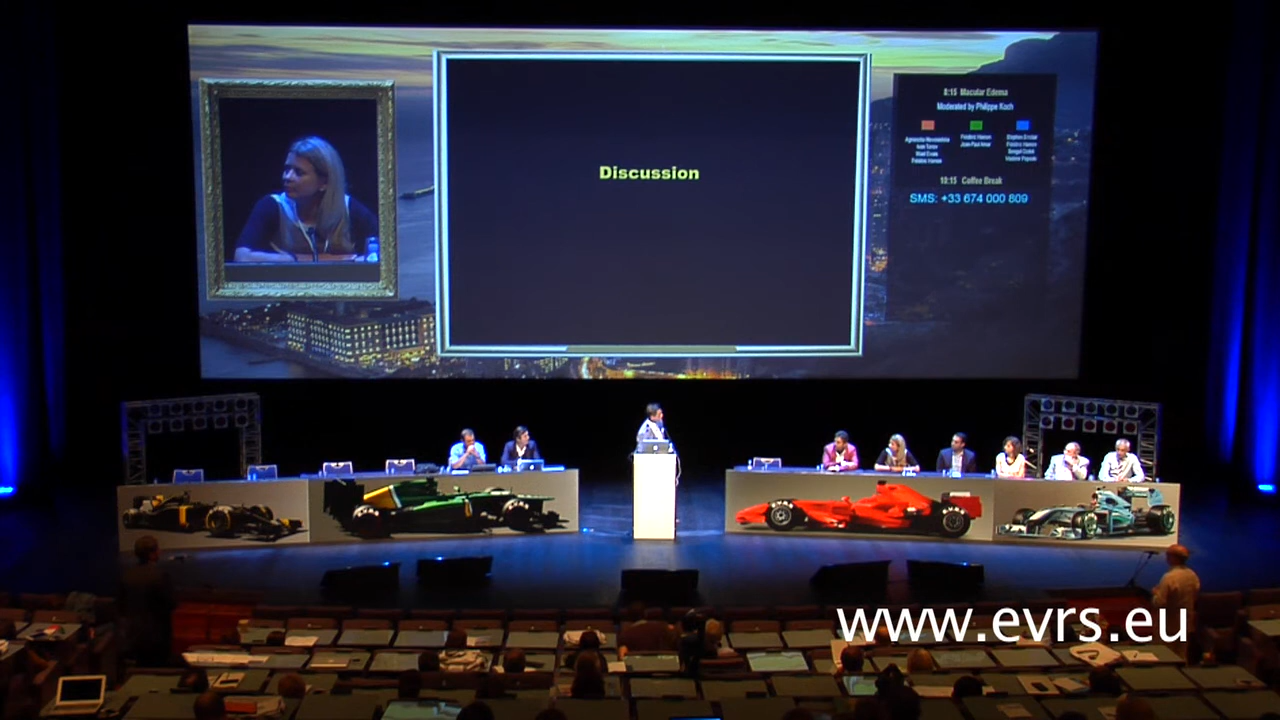 Discussion
8:15 Macular Edema
Moderated by Philippe Koch
10:15 Coffee Break
SMS: +33 674 000 809
www.evrs.eu